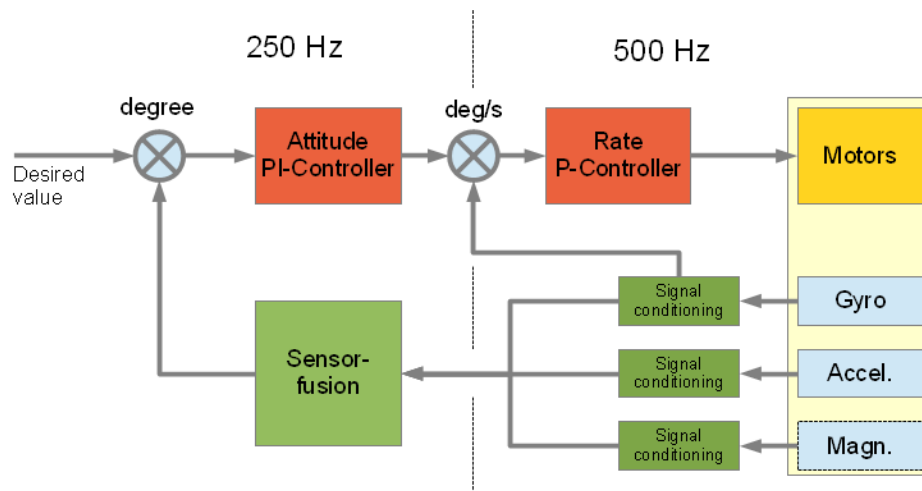 250 Hz
500 Hz
degree
deg/s
Desired
value
Attitude
PI-Controller
Rate
P-Controller
Motors
Signal
conditioning
Gyro
Sensor-
fusion
Signal
conditioning
Accel.
Signal
conditioning
Magn.